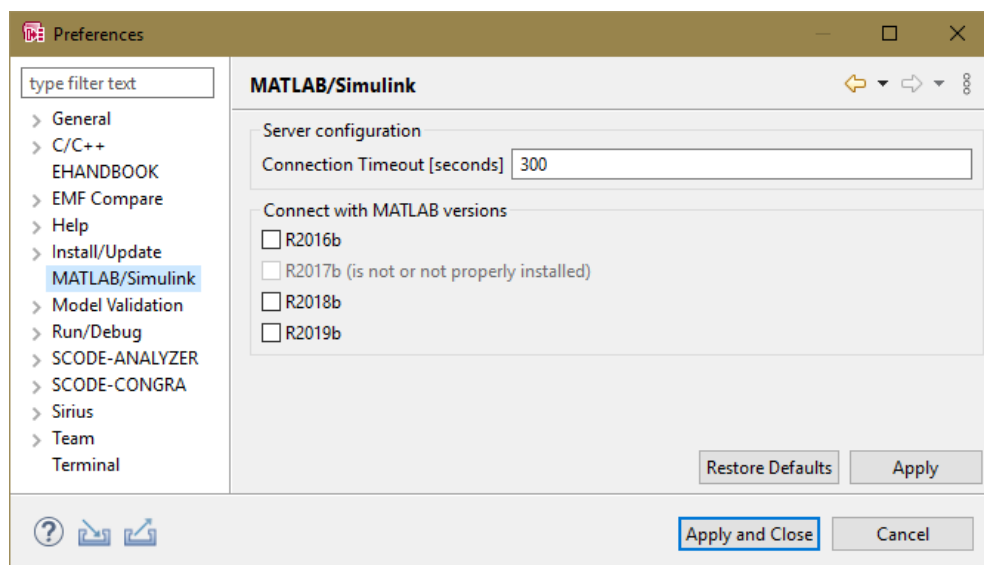 Preferences
type filter text
General
C/C++
EHANDBOOK
EMF Compare
Help
Install/Update
MATLAB/Simulink
Model Validation
Run/Debug
SCODE-ANALYZER
SCODE-CONGRA
Sirius
Team
Terminal
MATLAB/Simulink
Server configuration
Connection Timeout [seconds] 300
Connect with MATLAB versions
R2016b
R2017b (is not or not properly installed)
R2018b
R2019b
Restore Defaults Apply
Apply and Close Cancel